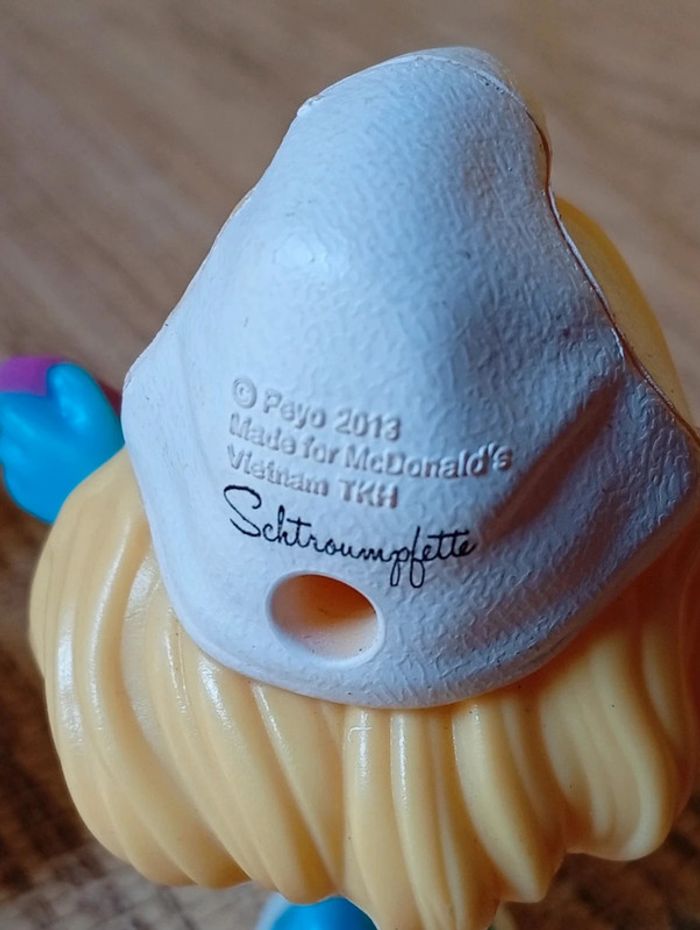 © Peyo 2013
Made for McDonald's
Vietnam TKH
Schtroumpfette